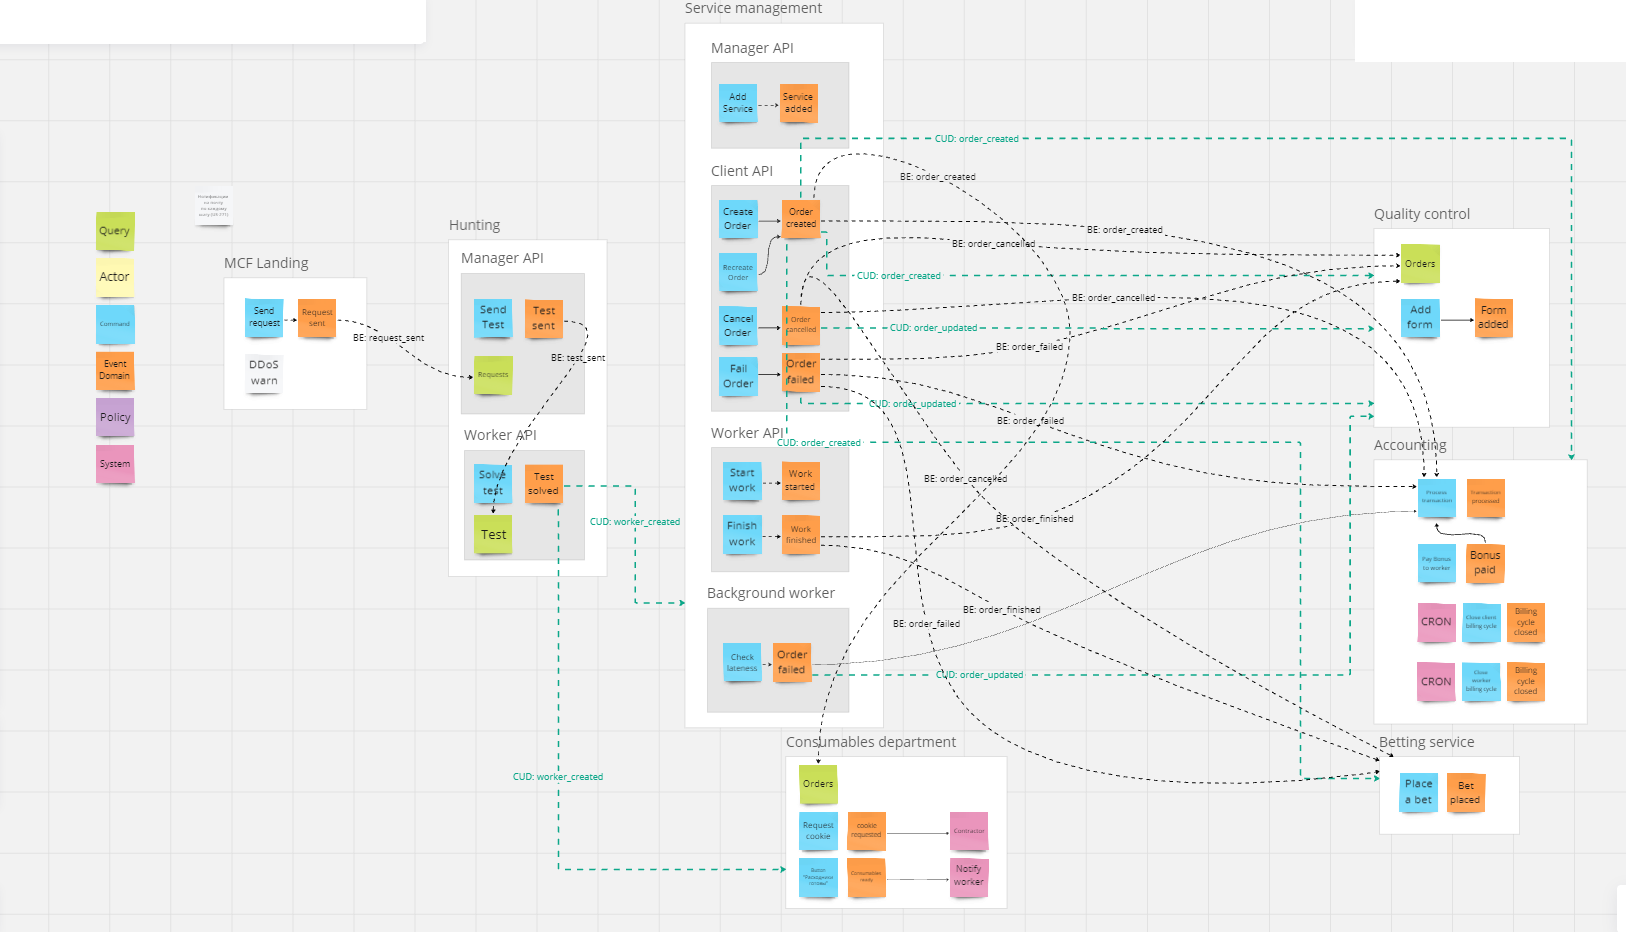 Service management
Manager API
Add
Service
Service
added
CUD: order_created
Client API
BE: order_created
Create
Order
Order
created
BE: order_created
BE: order_cancelled
Recreate
Order
CUD: order_created
BE: order_cancelled
Cancel
Order
Order
cancelled
CUD: order_updated
BE: order_failed
Fail
Order
Order
failed
CUD: order_updated
BE: order_failed
Worker API
CUD: order_created
Start
work
Work
started
BE: order_cancelled
Finish
work
Work
finished
BE: order_finished
Background worker
BE: order_finished
BE: order_failed
Check
lateness
Order
failed
CUD: order_updated
Query
Actor
Command
Event
Domain
Policy
System
MCF Landing
Send
request
Request
sent
BE: request_sent
DDoS
warn
Hunting
Manager API
Send
Test
Test
sent
BE: test_sent
Requests
Worker API
Solve
test
Test
solved
Test
CUD: worker_created
CUD: worker_created
Quality control
Orders
Add
form
Form
added
Accounting
Process
transaction
Transaction
processed
Pay Bonus
to worker
Bonus
paid
CRON
Close client
billing cycle
Billing
cycle
closed
CRON
Close
worker
billing cycle
Billing
cycle
closed
Betting service
Place
a bet
Bet
placed
Consumables department
Orders
Request
cookie
cookie
requested
Contractor
"Расходники
готовы"
Consumables
ready
Notify
worker